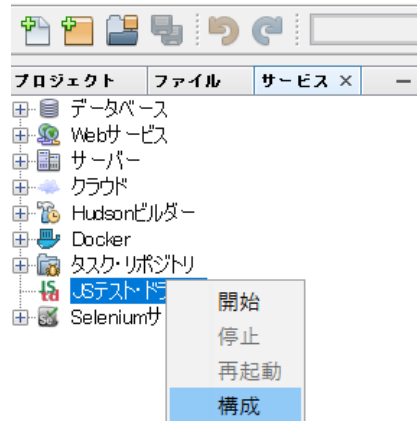 プロジェクト ファイル サービス ×
データベース
Webサービス
サーバー
クラウド
Hudsonビルダー
Docker
タスク・リポジトリ
JSテスト・ド
Seleniumサ
開始
停止
再起動
構成